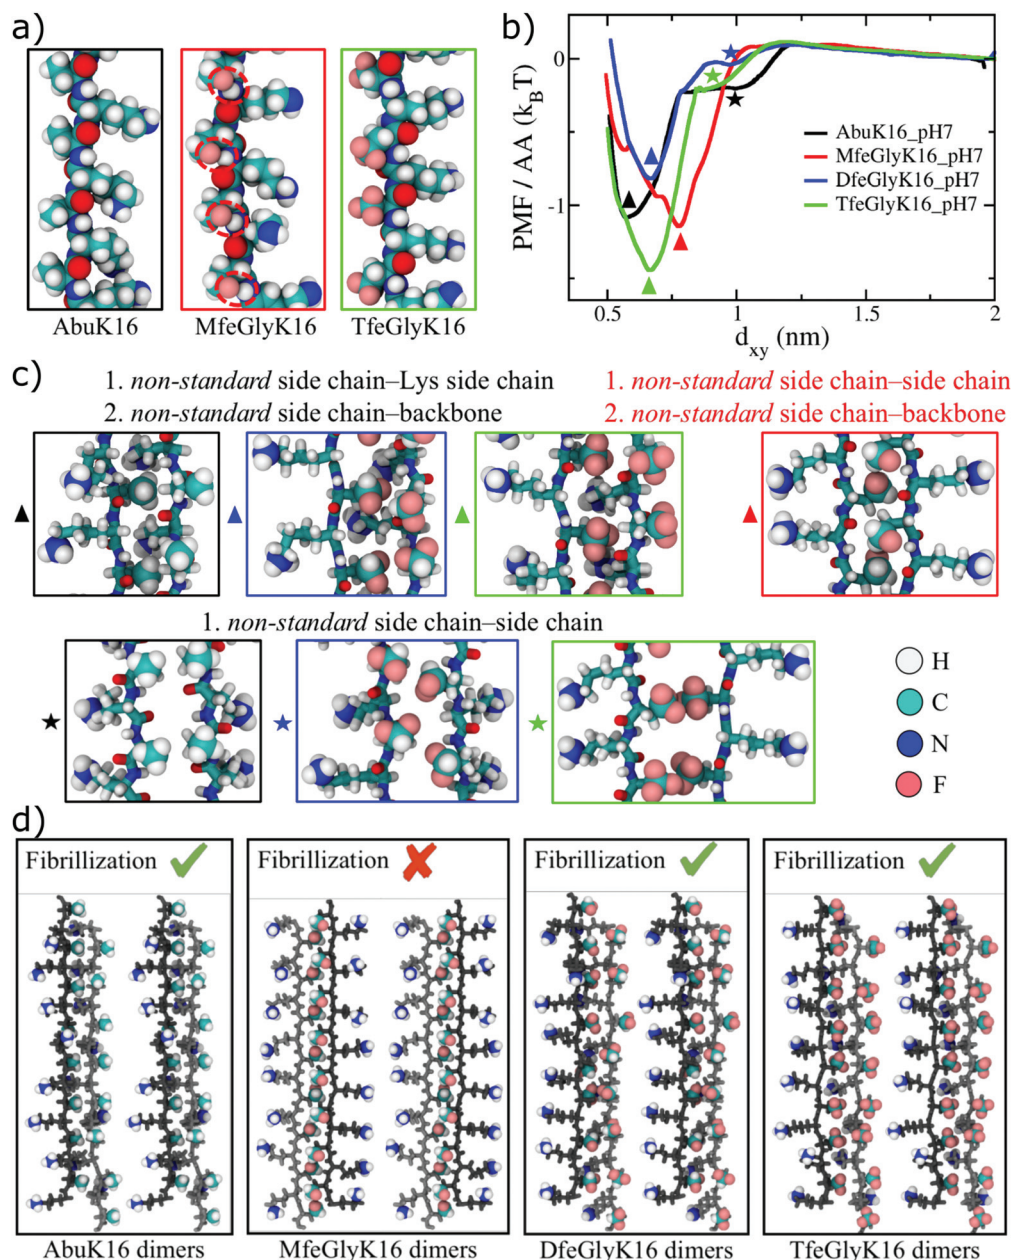 a)
AbuK16
MfeGlyK16
TfeGlyK16
b)
PMF / AA (k_BT)
0
-1
AbuK16_pH7
MfeGlyK16_pH7
DfeGlyK16_pH7
TfeGlyK16_pH7
0.5
1
1.5
2
d_xy (nm)
c)
1. non-standard side chain–Lys side chain
2. non-standard side chain–backbone
1. non-standard side chain–side chain
2. non-standard side chain–backbone
1. non-standard side chain–side chain
H
C
N
F
d)
Fibrillization
Fibrillization
Fibrillization
Fibrillization
AbuK16 dimers
MfeGlyK16 dimers
DfeGlyK16 dimers
TfeGlyK16 dimers